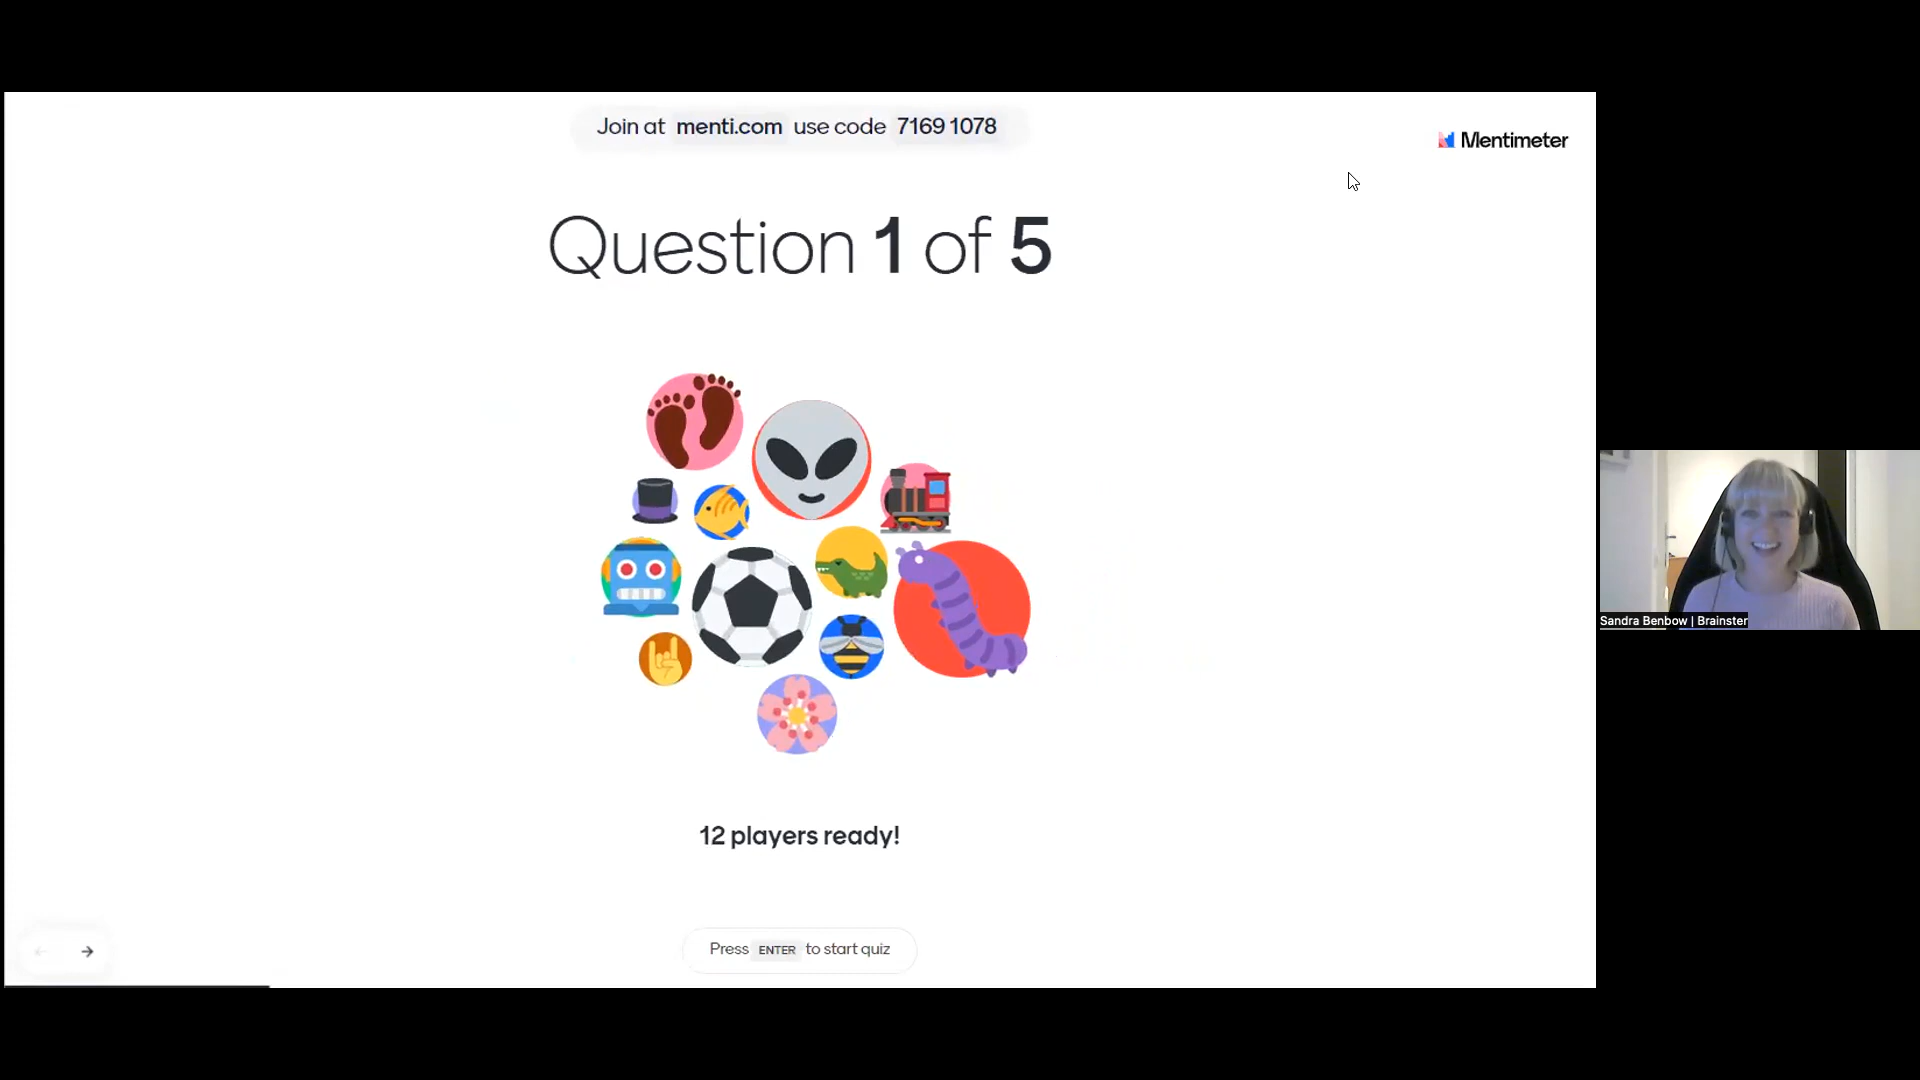 Join at menti.com use code 7169 1078
Mentimeter
Question 1 of 5
12 players ready!
Press ENTER to start quiz
Sandra Benbow | Brainster